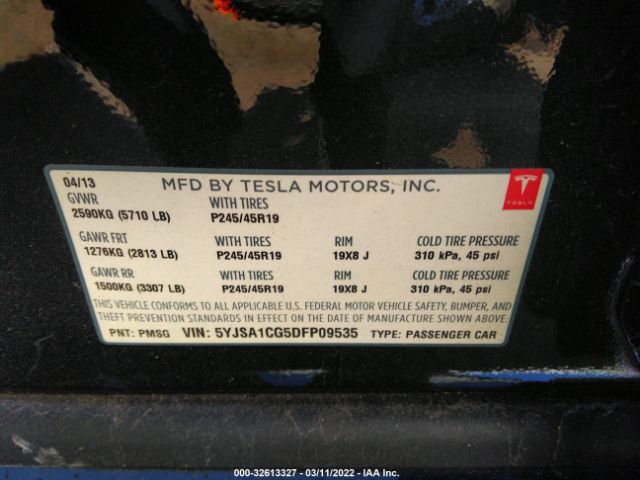 04/13 MFD BY TESLA MOTORS, INC.
TESLA
GVWR WITH TIRES
2590KG (5710 LB) P245/45R19
GAWR FRT WITH TIRES RIM COLD TIRE PRESSURE
1276KG (2813 LB) P245/45R19 19X8 J 310 kPa, 45 psi
GAWR RR WITH TIRES RIM COLD TIRE PRESSURE
1500KG (3307 LB) P245/45R19 19X8 J 310 kPa, 45 psi
THIS VEHICLE CONFORMS TO ALL APPLICABLE U.S. FEDERAL MOTOR VEHICLE SAFETY, BUMPER, AND
THEFT PREVENTION STANDARDS IN EFFECT ON THE DATE OF MANUFACTURE SHOWN ABOVE.
PNT: PMSG VIN: 5YJSA1CG5DFP09535 TYPE: PASSENGER CAR
000-32613327 - 03/11/2022 - IAA Inc.